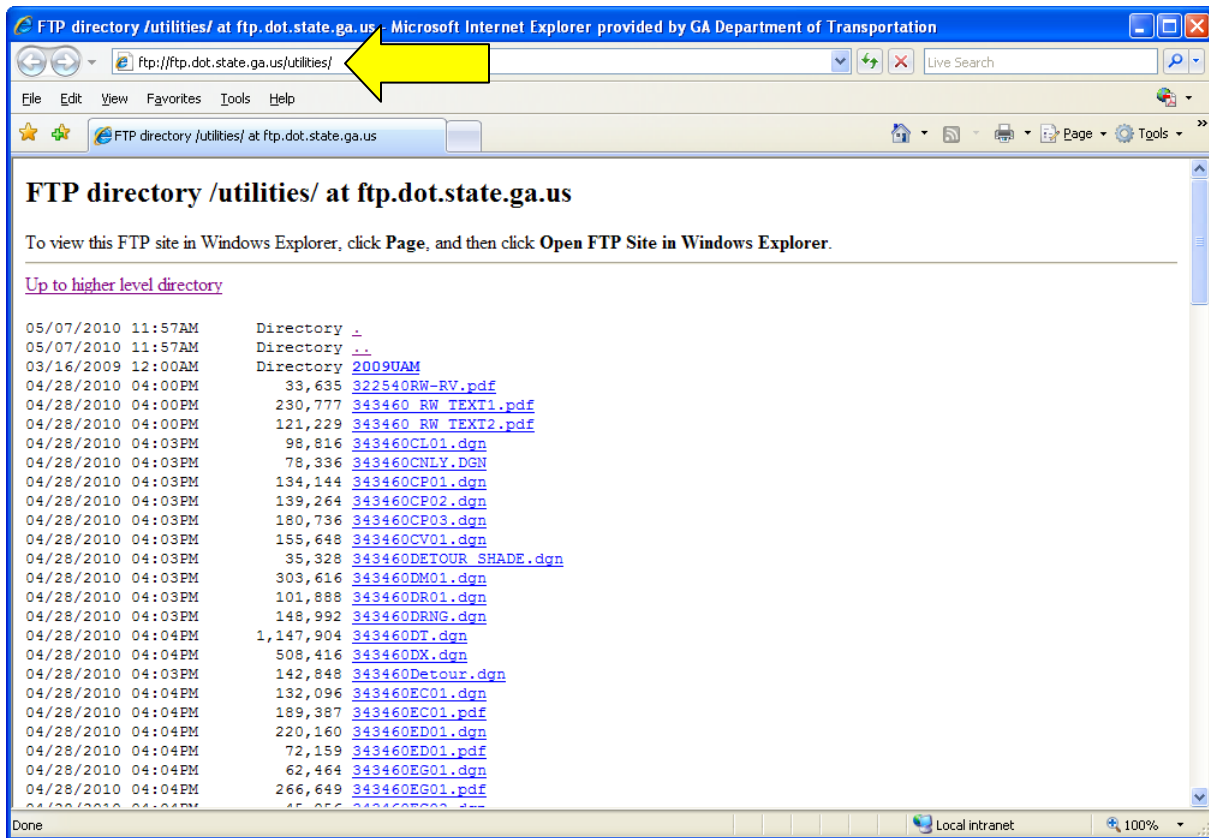 FTP directory /utilities/ at ftp.dot.state.ga.us - Microsoft Internet Explorer provided by GA Department of Transportation
ftp://ftp.dot.state.ga.us/utilities/
Live Search
File Edit View Favorites Tools Help
FTP directory /utilities/ at ftp.dot.state.ga.us
Page Tools »
FTP directory /utilities/ at ftp.dot.state.ga.us
To view this FTP site in Windows Explorer, click Page, and then click Open FTP Site in Windows Explorer.
Up to higher level directory
05/07/2010 11:57AM Directory .
05/07/2010 11:57AM Directory ..
03/16/2009 12:00AM Directory 2009UAM
04/28/2010 04:00PM 33,635 322540RW-RV.pdf
04/28/2010 04:00PM 230,777 343460 RW TEXT1.pdf
04/28/2010 04:00PM 121,229 343460 RW TEXT2.pdf
04/28/2010 04:03PM 98,816 343460CL01.dgn
04/28/2010 04:03PM 78,336 343460CNLY.DGN
04/28/2010 04:03PM 134,144 343460CP01.dgn
04/28/2010 04:03PM 139,264 343460CP02.dgn
04/28/2010 04:03PM 180,736 343460CP03.dgn
04/28/2010 04:03PM 155,648 343460CV01.dgn
04/28/2010 04:03PM 35,328 343460DETOUR SHADE.dgn
04/28/2010 04:03PM 303,616 343460DM01.dgn
04/28/2010 04:03PM 101,888 343460DR01.dgn
04/28/2010 04:03PM 148,992 343460DRNG.dgn
04/28/2010 04:04PM 1,147,904 343460DT.dgn
04/28/2010 04:04PM 508,416 343460DX.dgn
04/28/2010 04:03PM 142,848 343460Detour.dgn
04/28/2010 04:04PM 132,096 343460EC01.dgn
04/28/2010 04:04PM 189,387 343460EC01.pdf
04/28/2010 04:04PM 220,160 343460ED01.dgn
04/28/2010 04:04PM 72,159 343460ED01.pdf
04/28/2010 04:04PM 62,464 343460EG01.dgn
04/28/2010 04:04PM 266,649 343460EG01.pdf
Done Local intranet 100%